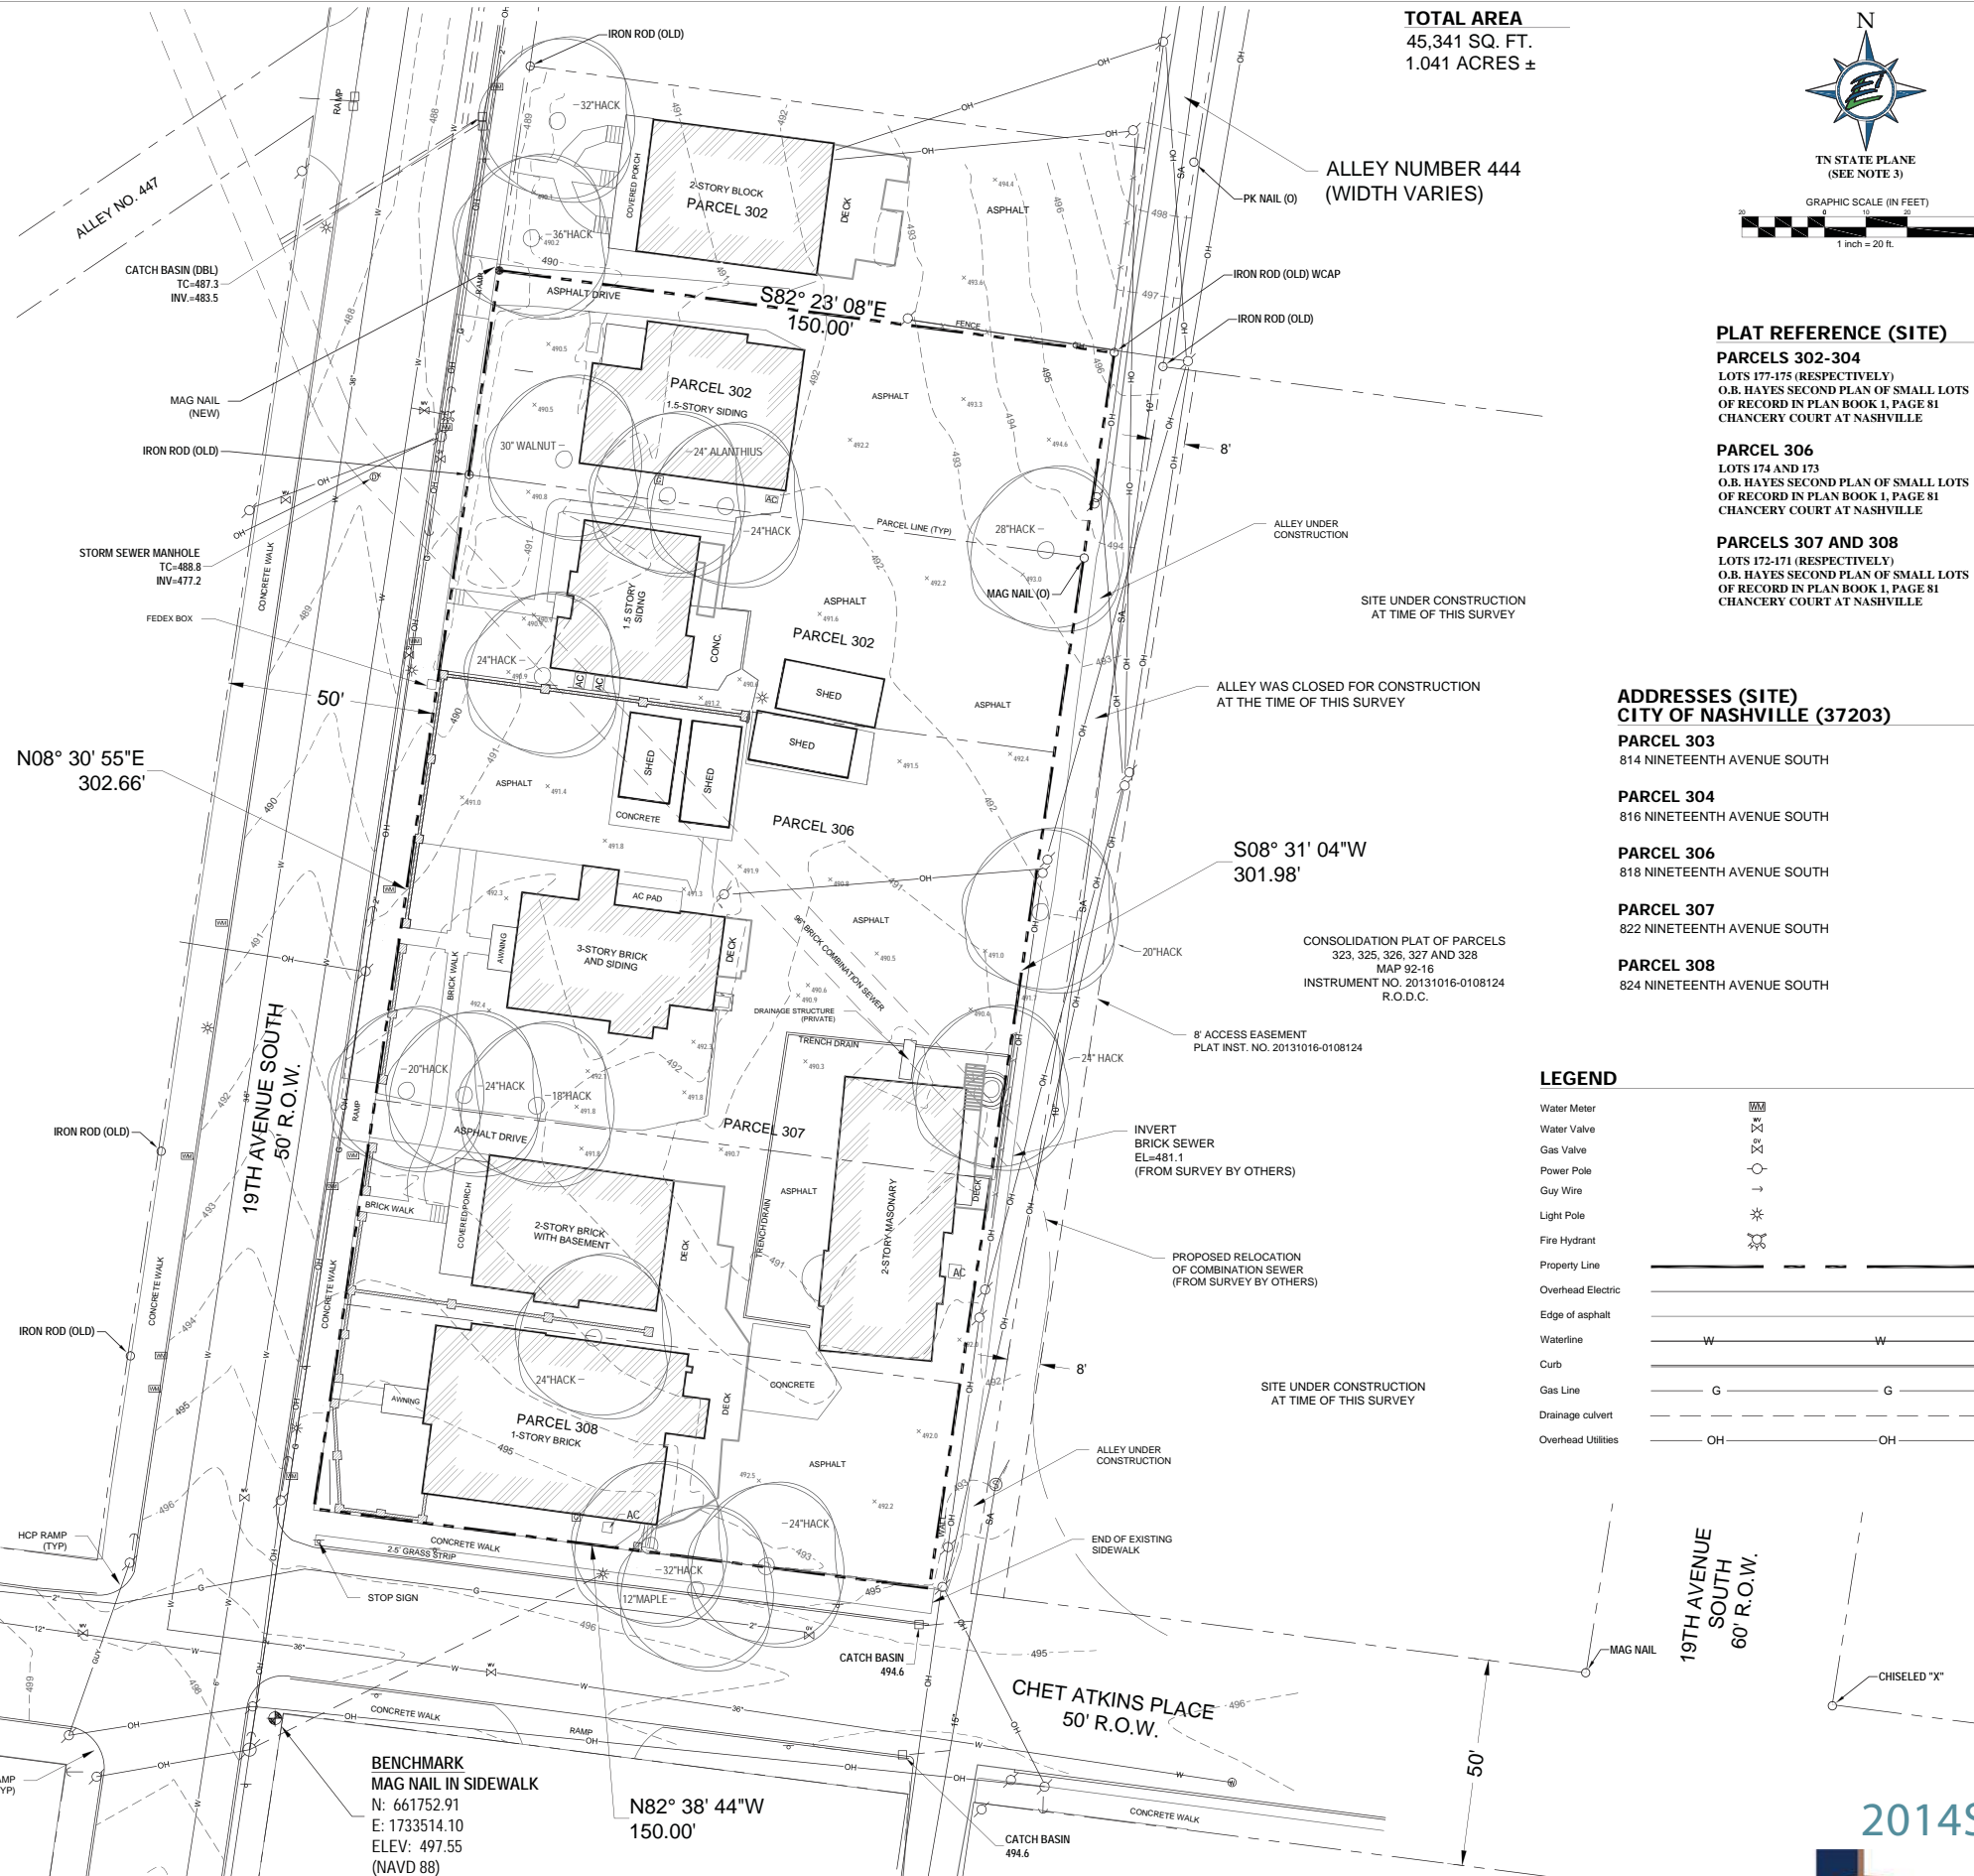 TOTAL AREA
45,341 SQ. FT.
1.041 ACRES ±
N
TN STATE PLANE
(SEE NOTE 3)
GRAPHIC SCALE (IN FEET)
20 0 10 20
1 inch = 20 ft.
PLAT REFERENCE (SITE)
PARCELS 302-304
LOTS 177-175 (RESPECTIVELY)
O.B. HAYES SECOND PLAN OF SMALL LOTS
OF RECORD IN PLAN BOOK 1, PAGE 81
CHANCERY COURT AT NASHVILLE
PARCEL 306
LOTS 174 AND 173
O.B. HAYES SECOND PLAN OF SMALL LOTS
OF RECORD IN PLAN BOOK 1, PAGE 81
CHANCERY COURT AT NASHVILLE
PARCELS 307 AND 308
LOTS 172-171 (RESPECTIVELY)
O.B. HAYES SECOND PLAN OF SMALL LOTS
OF RECORD IN PLAN BOOK 1, PAGE 81
CHANCERY COURT AT NASHVILLE
ADDRESSES (SITE)
CITY OF NASHVILLE (37203)
PARCEL 303
814 NINETEENTH AVENUE SOUTH
PARCEL 304
816 NINETEENTH AVENUE SOUTH
PARCEL 306
818 NINETEENTH AVENUE SOUTH
PARCEL 307
822 NINETEENTH AVENUE SOUTH
PARCEL 308
824 NINETEENTH AVENUE SOUTH
LEGEND
Water Meter WM
Water Valve WV
Gas Valve GV
Power Pole
Guy Wire
Light Pole
Fire Hydrant
Property Line
Overhead Electric
Edge of asphalt
Waterline W W
Curb
Gas Line G G
Drainage culvert
Overhead Utilities OH OH
IRON ROD (OLD)
RAMP
ALLEY NO. 447
CATCH BASIN (DBL)
TC=487.3
INV.=483.5
32"HACK
36"HACK
COVERED PORCH
2-STORY BLOCK
PARCEL 302
DECK
ASPHALT
ALLEY NUMBER 444
(WIDTH VARIES)
PK NAIL (O)
IRON ROD (OLD) WCAP
IRON ROD (OLD)
RAMP
ASPHALT DRIVE
S82° 23' 08"E
150.00'
FENCE
MAG NAIL
(NEW)
IRON ROD (OLD)
PARCEL 302
1.5-STORY SIDING
ASPHALT
30" WALNUT
24" ALANTHIUS
AC
24"HACK
PARCEL LINE (TYP)
28"HACK
MAG NAIL (O)
10"
8'
ALLEY UNDER
CONSTRUCTION
SITE UNDER CONSTRUCTION
AT TIME OF THIS SURVEY
STORM SEWER MANHOLE
TC=488.8
INV=477.2
CONCRETE WALK
FEDEX BOX
50'
1.5 STORY
SIDING
CONC.
24"HACK
AC
AC
ASPHALT
PARCEL 302
SHED
SHED
SHED
SHED
ASPHALT
ALLEY WAS CLOSED FOR CONSTRUCTION
AT THE TIME OF THIS SURVEY
N08° 30' 55"E
302.66'
ASPHALT
CONCRETE
PARCEL 306
S08° 31' 04"W
301.98'
AC PAD
AWNING
3-STORY BRICK
AND SIDING
DECK
BRICK WALK
96" BRICK COMBINATION SEWER
ASPHALT
20"HACK
CONSOLIDATION PLAT OF PARCELS
323, 325, 326, 327 AND 328
MAP 92-16
INSTRUMENT NO. 20131016-0108124
R.O.D.C.
8' ACCESS EASEMENT
PLAT INST. NO. 20131016-0108124
DRAINAGE STRUCTURE
(PRIVATE)
TRENCH DRAIN
24" HACK
19TH AVENUE SOUTH
50' R.O.W.
20"HACK
24"HACK
18"HACK
RAMP
ASPHALT DRIVE
PARCEL 307
IRON ROD (OLD)
INVERT
BRICK SEWER
EL=481.1
(FROM SURVEY BY OTHERS)
BRICK WALK
COVERED PORCH
2-STORY BRICK
WITH BASEMENT
DECK
TRENCH DRAIN
ASPHALT
2-STORY MASONARY
DECK
AC
PROPOSED RELOCATION
OF COMBINATION SEWER
(FROM SURVEY BY OTHERS)
CONCRETE WALK
CONCRETE WALK
IRON ROD (OLD)
24"HACK
AWNING
PARCEL 308
1-STORY BRICK
DECK
CONCRETE
8'
SITE UNDER CONSTRUCTION
AT TIME OF THIS SURVEY
ASPHALT
ALLEY UNDER
CONSTRUCTION
AC
24"HACK
WALL
END OF EXISTING
SIDEWALK
HCP RAMP
(TYP)
CONCRETE WALK
2.5' GRASS STRIP
STOP SIGN
32"HACK
12"MAPLE
CATCH BASIN
494.6
MAG NAIL
19TH AVENUE
SOUTH
60' R.O.W.
CHISELED "X"
CHET ATKINS PLACE
50' R.O.W.
50'
GUY
CONCRETE WALK
RAMP
BENCHMARK
MAG NAIL IN SIDEWALK
N: 661752.91
E: 1733514.10
ELEV: 497.55
(NAVD 88)
N82° 38' 44"W
150.00'
CATCH BASIN
494.6
CONCRETE WALK
2014S